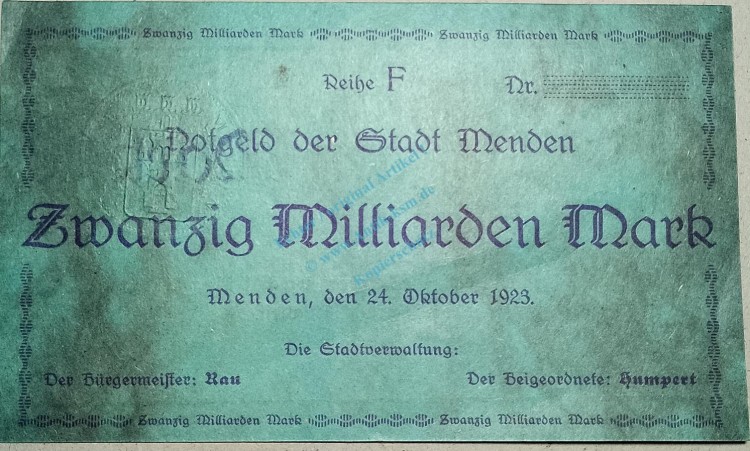 Zwanzig Milliarden Mark Zwanzig Milliarden Mark
Reihe F Nr.
Notgeld der Stadt Menden
Zwanzig Milliarden Mark
Menden, den 24. Oktober 1923.
Die Stadtverwaltung:
Der Bürgermeister: Rau Der Beigeordnete: Humpert
Zwanzig Milliarden Mark Zwanzig Milliarden Mark